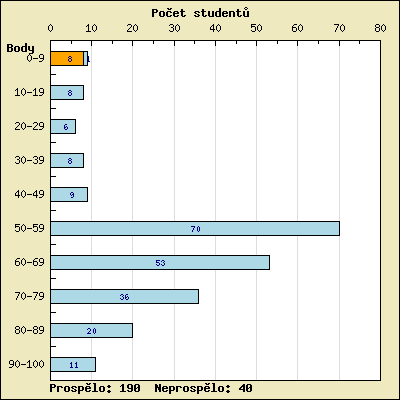 Počet studentů
0 10 20 30 40 50 60 70 80
Body
0-9 8 1
10-19 8
20-29 6
30-39 8
40-49 9
50-59 70
60-69 53
70-79 36
80-89 20
90-100 11
Prospělo: 190 Neprospělo: 40